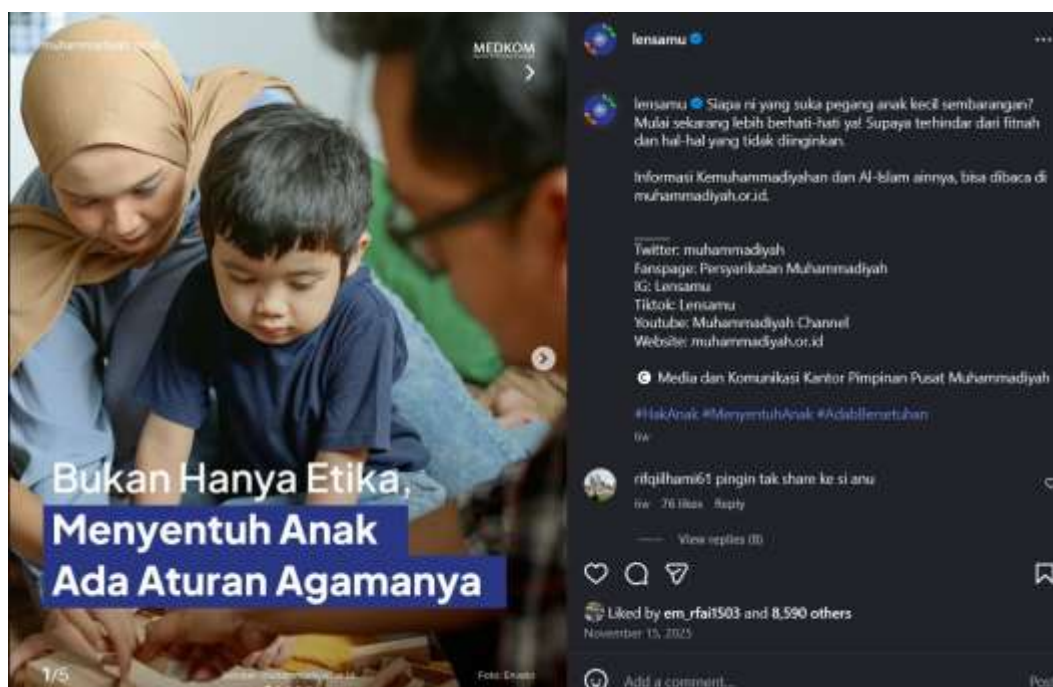 muhammadiyah.or.id
MEDKOM
Bukan Hanya Etika,
Menyentuh Anak
Ada Aturan Agamanya
1/5
lensamu
lensamu Siapa ni yang suka pegang anak kecil sembarangan?
Mulai sekarang lebih berhati-hati ya! Supaya terhindar dari fitnah
dan hal-hal yang tidak diinginkan.
Informasi Kemuhammadiyahan dan Al-Islam ainnya, bisa dibaca di
muhammadiyah.or.id.
Twitter: muhammadiyah
Fanspage: Persyarikatan Muhammadiyah
IG: Lensamu
Tiktok: Lensamu
Youtube: Muhammadiyah Channel
Website: muhammadiyah.or.id
Media dan Komunikasi Kantor Pimpinan Pusat Muhammadiyah
#HakAnak #MenyentuhAnak
rifqilhami61 pingin tak share ke si anu
76 likes Reply
View replies (8)
Liked by em_rfai1503 and 8,590 others
November 15, 2025
Add a comment...